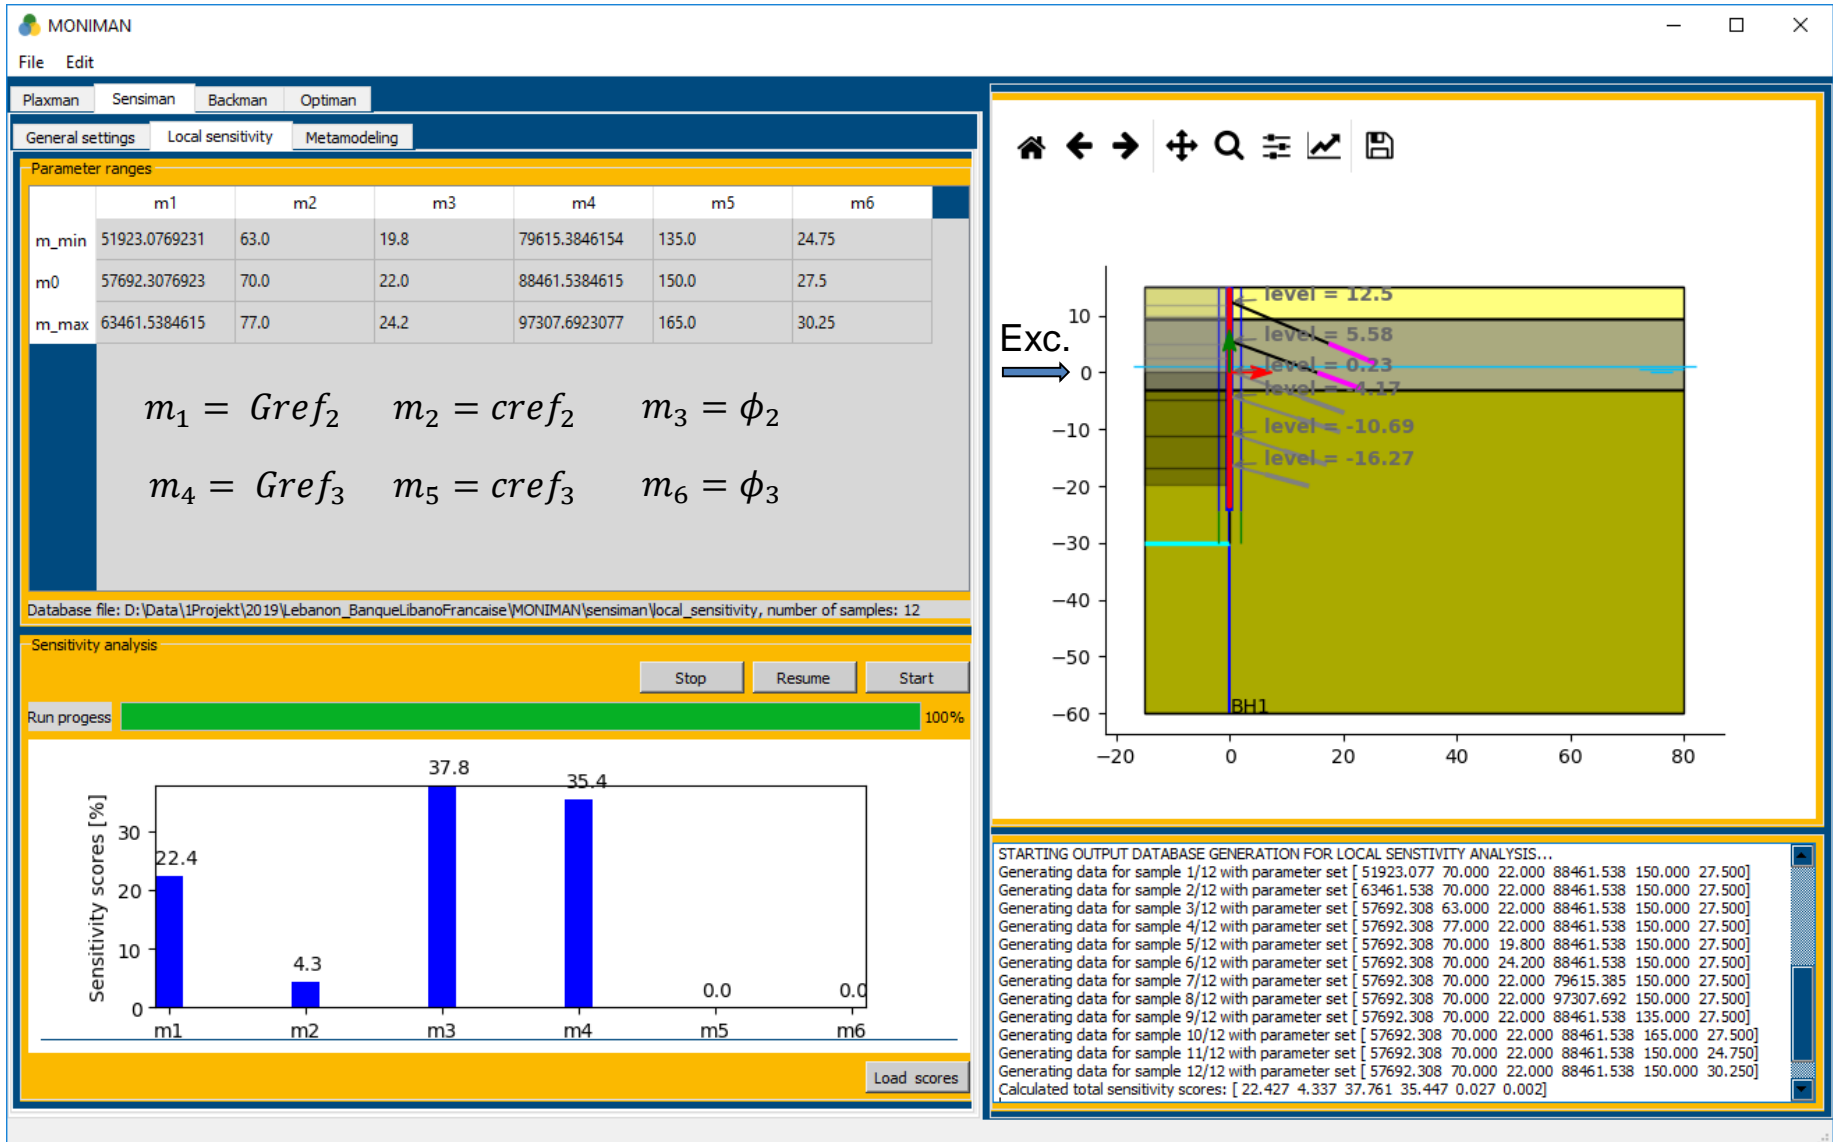 MONIMAN
File Edit
Plaxman Sensiman Backman Optiman
General settings Local sensitivity Metamodeling
Parameter ranges
m1 m2 m3 m4 m5 m6
m_min 51923.0769231 63.0 19.8 79615.3846154 135.0 24.75
m0 57692.3076923 70.0 22.0 88461.5384615 150.0 27.5
m_max 63461.5384615 77.0 24.2 97307.6923077 165.0 30.25
m₁ = Gref₂ m₂ = cref₂ m₃ = ϕ₂
m₄ = Gref₃ m₅ = cref₃ m₆ = ϕ₃
Database file: D:\Data\1Projekt\2019\Lebanon_BanqueLibanoFrancaise\MONIMAN\sensiman\local_sensitivity, number of samples: 12
Sensitivity analysis
Stop Resume Start
Run progess 100%
Sensitivity scores [%]
30
20
10
0
22.4 4.3 37.8 35.4 0.0 0.0
m1 m2 m3 m4 m5 m6
Load scores
Exc.
10
0
−10
−20
−30
−40
−50
−60
level = 12.5
level = 5.58
level = 0.23
level = -4.17
level = -10.69
level = -16.27
BH1
−20 0 20 40 60 80
STARTING OUTPUT DATABASE GENERATION FOR LOCAL SENSTIVITY ANALYSIS...
Generating data for sample 1/12 with parameter set [ 51923.077 70.000 22.000 88461.538 150.000 27.500]
Generating data for sample 2/12 with parameter set [ 63461.538 70.000 22.000 88461.538 150.000 27.500]
Generating data for sample 3/12 with parameter set [ 57692.308 63.000 22.000 88461.538 150.000 27.500]
Generating data for sample 4/12 with parameter set [ 57692.308 77.000 22.000 88461.538 150.000 27.500]
Generating data for sample 5/12 with parameter set [ 57692.308 70.000 19.800 88461.538 150.000 27.500]
Generating data for sample 6/12 with parameter set [ 57692.308 70.000 24.200 88461.538 150.000 27.500]
Generating data for sample 7/12 with parameter set [ 57692.308 70.000 22.000 79615.385 150.000 27.500]
Generating data for sample 8/12 with parameter set [ 57692.308 70.000 22.000 97307.692 150.000 27.500]
Generating data for sample 9/12 with parameter set [ 57692.308 70.000 22.000 88461.538 135.000 27.500]
Generating data for sample 10/12 with parameter set [ 57692.308 70.000 22.000 88461.538 165.000 27.500]
Generating data for sample 11/12 with parameter set [ 57692.308 70.000 22.000 88461.538 150.000 24.750]
Generating data for sample 12/12 with parameter set [ 57692.308 70.000 22.000 88461.538 150.000 30.250]
Calculated total sensitivity scores: [ 22.427 4.337 37.761 35.447 0.027 0.002]